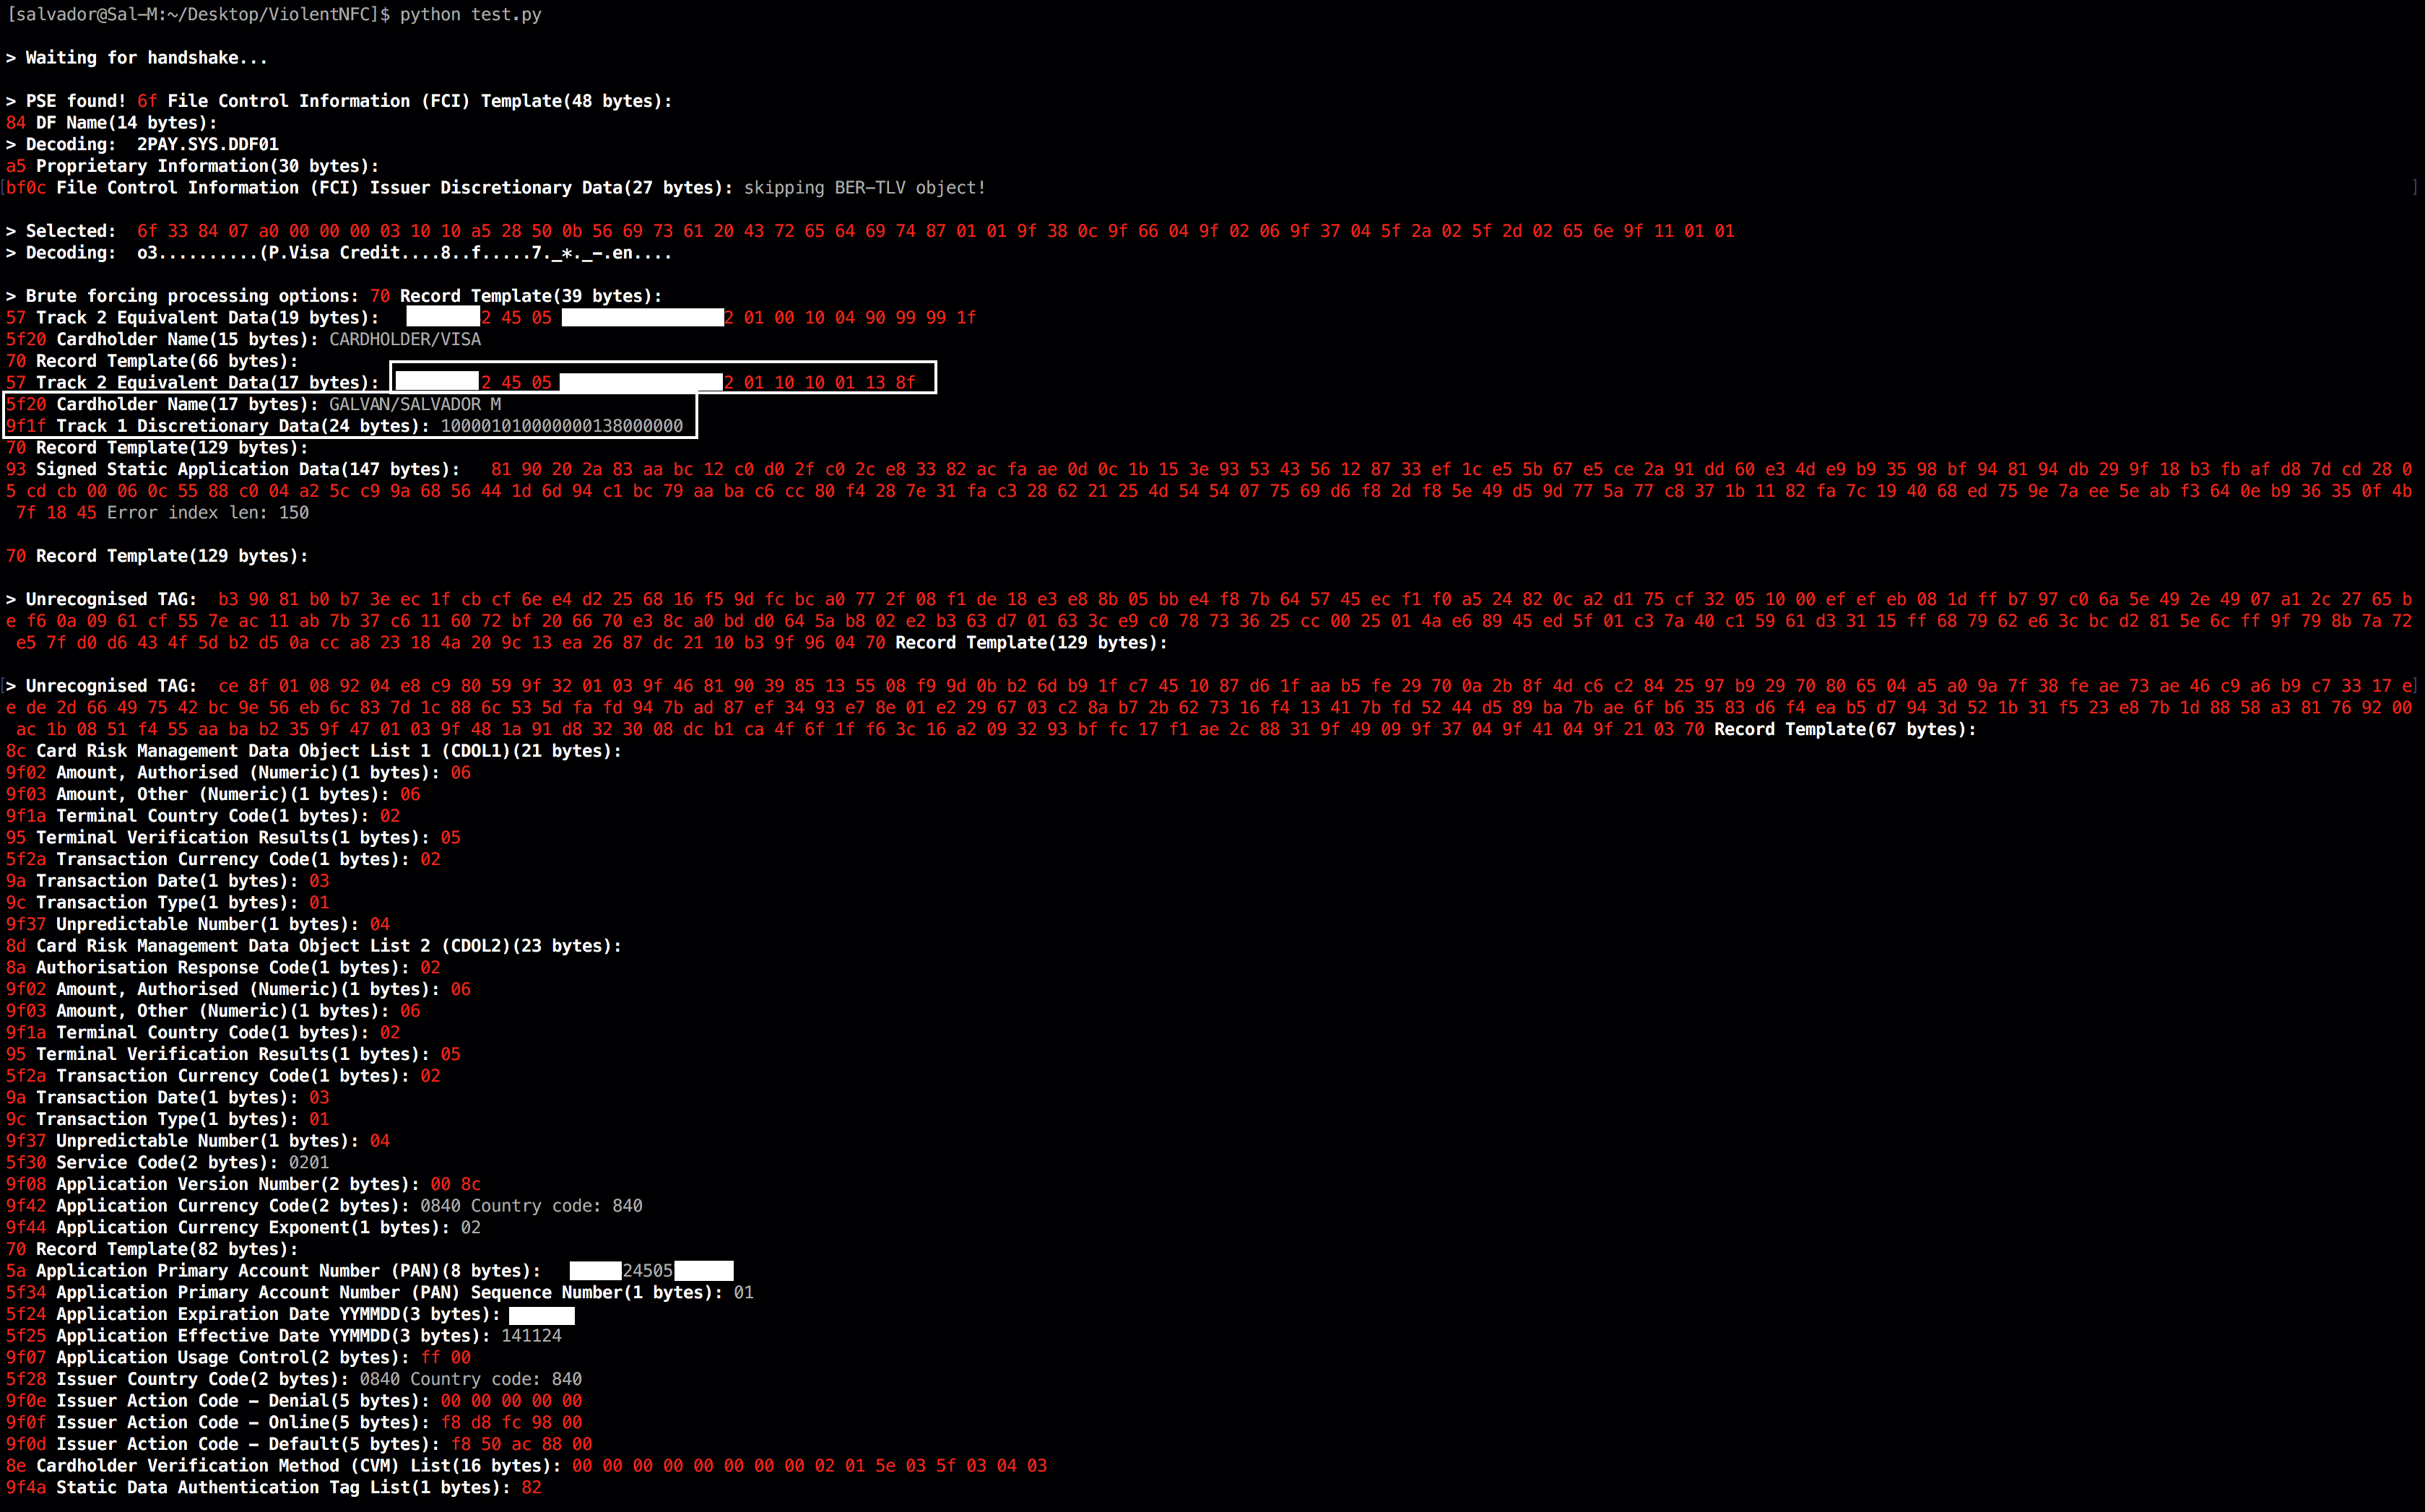 [salvador@Sal-M:~/Desktop/ViolentNFC]$ python test.py
> Waiting for handshake...
> PSE found! 6f File Control Information (FCI) Template(48 bytes):
84 DF Name(14 bytes):
> Decoding:  2PAY.SYS.DDF01
a5 Proprietary Information(30 bytes):
[bf0c File Control Information (FCI) Issuer Discretionary Data(27 bytes): skipping BER-TLV object! ]
> Selected:  6f 33 84 07 a0 00 00 00 03 10 10 a5 28 50 0b 56 69 73 61 20 43 72 65 64 69 74 87 01 01 9f 38 0c 9f 66 04 9f 02 06 9f 37 04 5f 2a 02 5f 2d 02 65 6e 9f 11 01 01
> Decoding:  o3..........(P.Visa Credit....8..f.....7._*._-.en....
> Brute forcing processing options: 70 Record Template(39 bytes):
57 Track 2 Equivalent Data(19 bytes): 2 45 05 2 01 00 10 04 90 99 99 1f
5f20 Cardholder Name(15 bytes): CARDHOLDER/VISA
70 Record Template(66 bytes):
57 Track 2 Equivalent Data(17 bytes): 2 45 05 2 01 10 10 01 13 8f
5f20 Cardholder Name(17 bytes): GALVAN/SALVADOR M
9f1f Track 1 Discretionary Data(24 bytes): 100001010000000138000000
70 Record Template(129 bytes):
93 Signed Static Application Data(147 bytes):   81 90 20 2a 83 aa bc 12 c0 d0 2f c0 2c e8 33 82 ac fa ae 0d 0c 1b 15 3e 93 53 43 56 12 87 33 ef 1c e5 5b 67 e5 ce 2a 91 dd 60 e3 4d e9 b9 35 98 bf 94 81 94 db 29 9f 18 b3 fb af d8 7d cd 28 0
5 cd cb 00 06 0c 55 88 c0 04 a2 5c c9 9a 68 56 44 1d 6d 94 c1 bc 79 aa ba c6 cc 80 f4 28 7e 31 fa c3 28 62 21 25 4d 54 54 07 75 69 d6 f8 2d f8 5e 49 d5 9d 77 5a 77 c8 37 1b 11 82 fa 7c 19 40 68 ed 75 9e 7a ee 5e ab f3 64 0e b9 36 35 0f 4b
7f 18 45 Error index len: 150
70 Record Template(129 bytes):
> Unrecognised TAG:  b3 90 81 b0 b7 3e ec 1f cb cf 6e e4 d2 25 68 16 f5 9d fc bc a0 77 2f 08 f1 de 18 e3 e8 8b 05 bb e4 f8 7b 64 57 45 ec f1 f0 a5 24 82 0c a2 d1 75 cf 32 05 10 00 ef ef eb 08 1d ff b7 97 c0 6a 5e 49 2e 49 07 a1 2c 27 65 b
e f6 0a 09 61 cf 55 7e ac 11 ab 7b 37 c6 11 60 72 bf 20 66 70 e3 8c a0 bd d0 64 5a b8 02 e2 b3 63 d7 01 63 3c e9 c0 78 73 36 25 cc 00 25 01 4a e6 89 45 ed 5f 01 c3 7a 40 c1 59 61 d3 31 15 ff 68 79 62 e6 3c bc d2 81 5e 6c ff 9f 79 8b 7a 72
e5 7f d0 d6 43 4f 5d b2 d5 0a cc a8 23 18 4a 20 9c 13 ea 26 87 dc 21 10 b3 9f 96 04 70 Record Template(129 bytes):
[> Unrecognised TAG:  ce 8f 01 08 92 04 e8 c9 80 59 9f 32 01 03 9f 46 81 90 39 85 13 55 08 f9 9d 0b b2 6d b9 1f c7 45 10 87 d6 1f aa b5 fe 29 70 0a 2b 8f 4d c6 c2 84 25 97 b9 29 70 80 65 04 a5 a0 9a 7f 38 fe ae 73 ae 46 c9 a6 b9 c7 33 17 e]
e de 2d 66 49 75 42 bc 9e 56 eb 6c 83 7d 1c 88 6c 53 5d fa fd 94 7b ad 87 ef 34 93 e7 8e 01 e2 29 67 03 c2 8a b7 2b 62 73 16 f4 13 41 7b fd 52 44 d5 89 ba 7b ae 6f b6 35 83 d6 f4 ea b5 d7 94 3d 52 1b 31 f5 23 e8 7b 1d 88 58 a3 81 76 92 00
ac 1b 08 51 f4 55 aa ba b2 35 9f 47 01 03 9f 48 1a 91 d8 32 30 08 dc b1 ca 4f 6f 1f f6 3c 16 a2 09 32 93 bf fc 17 f1 ae 2c 88 31 9f 49 09 9f 37 04 9f 41 04 9f 21 03 70 Record Template(67 bytes):
8c Card Risk Management Data Object List 1 (CDOL1)(21 bytes):
9f02 Amount, Authorised (Numeric)(1 bytes): 06
9f03 Amount, Other (Numeric)(1 bytes): 06
9f1a Terminal Country Code(1 bytes): 02
95 Terminal Verification Results(1 bytes): 05
5f2a Transaction Currency Code(1 bytes): 02
9a Transaction Date(1 bytes): 03
9c Transaction Type(1 bytes): 01
9f37 Unpredictable Number(1 bytes): 04
8d Card Risk Management Data Object List 2 (CDOL2)(23 bytes):
8a Authorisation Response Code(1 bytes): 02
9f02 Amount, Authorised (Numeric)(1 bytes): 06
9f03 Amount, Other (Numeric)(1 bytes): 06
9f1a Terminal Country Code(1 bytes): 02
95 Terminal Verification Results(1 bytes): 05
5f2a Transaction Currency Code(1 bytes): 02
9a Transaction Date(1 bytes): 03
9c Transaction Type(1 bytes): 01
9f37 Unpredictable Number(1 bytes): 04
5f30 Service Code(2 bytes): 0201
9f08 Application Version Number(2 bytes): 00 8c
9f42 Application Currency Code(2 bytes): 0840 Country code: 840
9f44 Application Currency Exponent(1 bytes): 02
70 Record Template(82 bytes):
5a Application Primary Account Number (PAN)(8 bytes): 24505
5f34 Application Primary Account Number (PAN) Sequence Number(1 bytes): 01
5f24 Application Expiration Date YYMMDD(3 bytes):
5f25 Application Effective Date YYMMDD(3 bytes): 141124
9f07 Application Usage Control(2 bytes): ff 00
5f28 Issuer Country Code(2 bytes): 0840 Country code: 840
9f0e Issuer Action Code - Denial(5 bytes): 00 00 00 00 00
9f0f Issuer Action Code - Online(5 bytes): f8 d8 fc 98 00
9f0d Issuer Action Code - Default(5 bytes): f8 50 ac 88 00
8e Cardholder Verification Method (CVM) List(16 bytes): 00 00 00 00 00 00 00 00 02 01 5e 03 5f 03 04 03
9f4a Static Data Authentication Tag List(1 bytes): 82